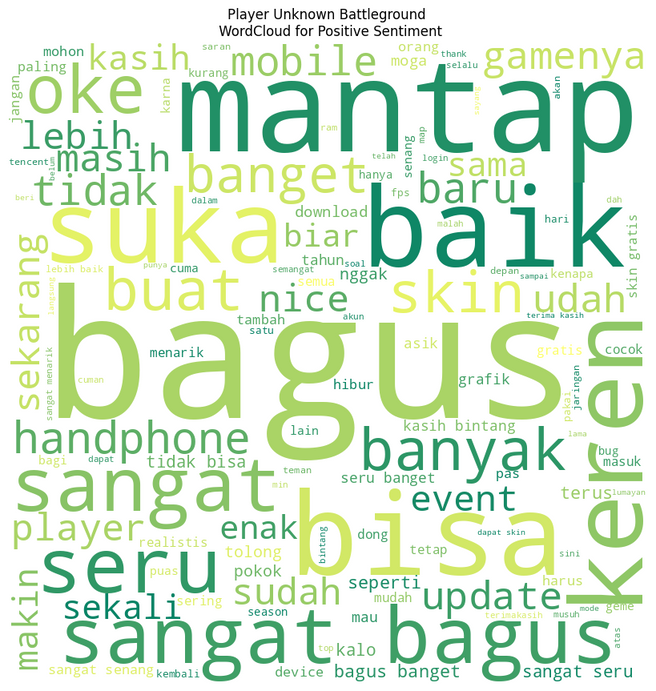 Player Unknown Battleground
WordCloud for Positive Sentiment
mohon kasih saran mobile orang moga thank selalu gamenya
paling oke kurang karna jangan mantap sayang akan
lebih masih ram map senang login sama
tencent belum banget telah hanya baru
beri tidak dalam fps malah dah
suka download biar soal baik hari skin gratis
sekarang lebih baik punya cuma tahun semangat nggak semua depan sampai kenapa
langsung buat nice skin udah
tambah satu akun terima kasih
bagus keren
sangat menarik menarik asik gratis cocok
cuman hibur grafik jaringan pakai
handphone lain kasih bintang lama
bagi dapat tidak bisa teman seru banget banyak bug masuk
sangat min bisa pas event terus lumayan
player enak bintang dong dapat skin
realistis tolong tetap sini
seru puas pokok seperti mudah harus
makin sekali sering sudah season mau update terimakasih musuh mode geme
sangat bagus atas
sangat senang kembali device top kalo bagus banget sangat seru